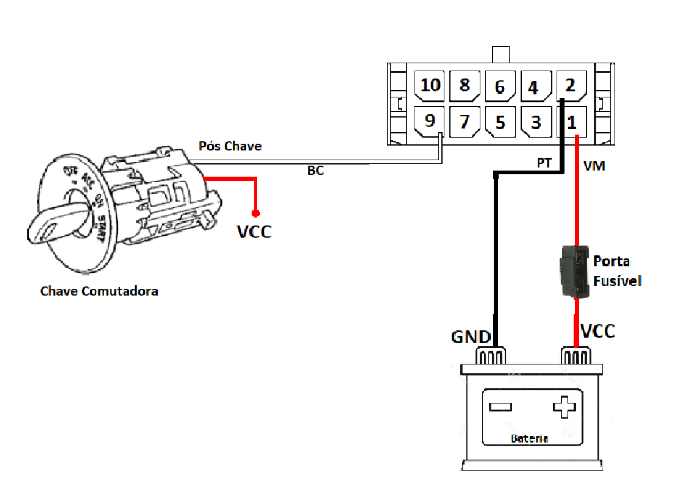 10 8 6 4 2
9 7 5 3 1
Pós Chave
BC
PT
VM
OFF ACC ON START
VCC
Porta
Fusível
Chave Comutadora
GND
VCC
Bateria